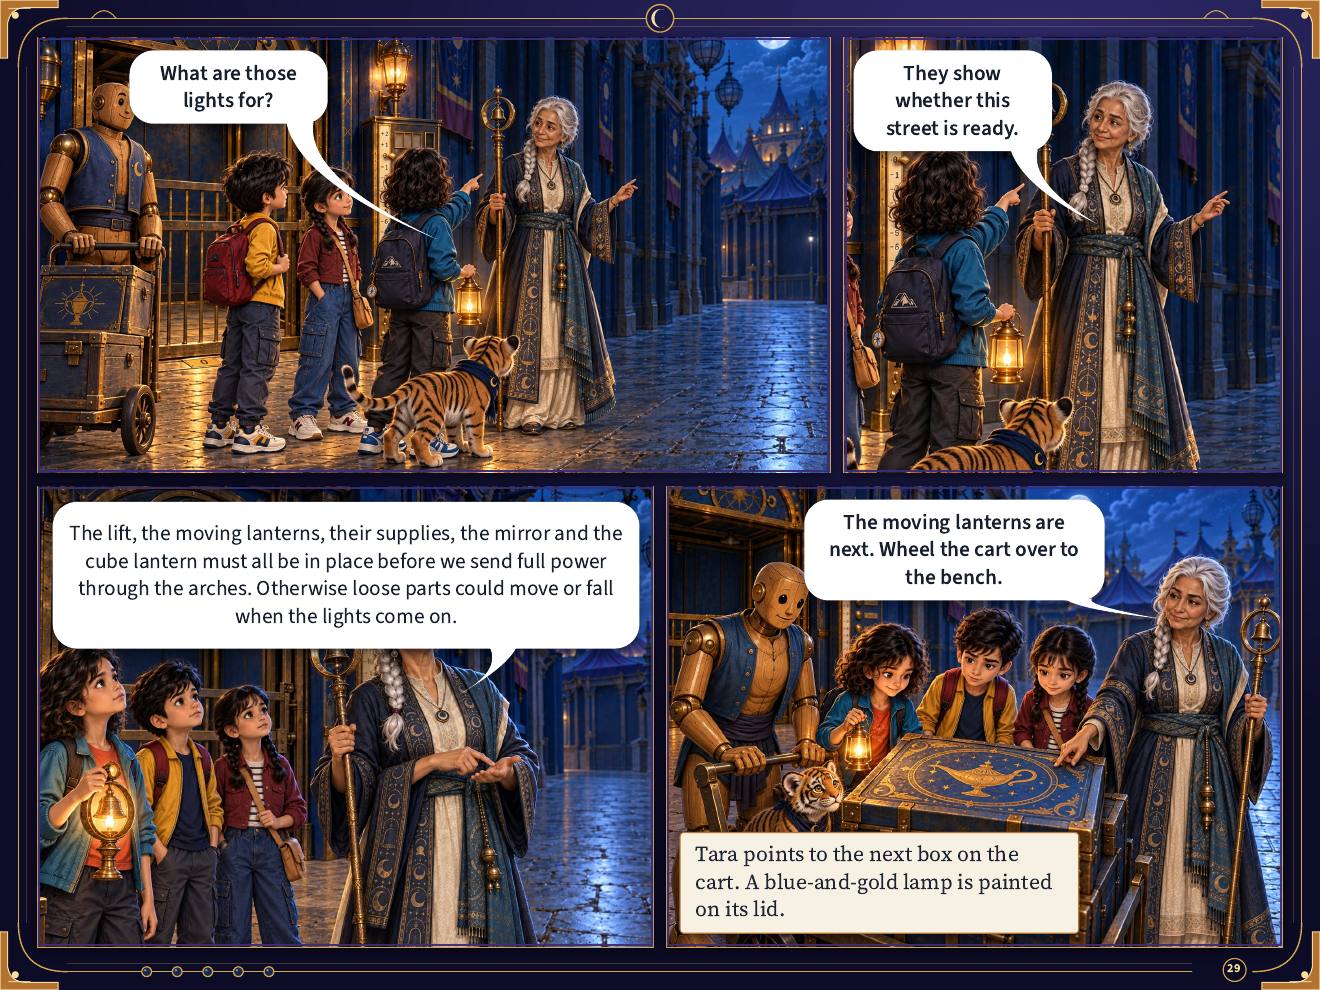 What are those
lights for?
They show
whether this
street is ready.
The lift, the moving lanterns, their supplies, the mirror and the
cube lantern must all be in place before we send full power
through the arches. Otherwise loose parts could move or fall
when the lights come on.
The moving lanterns are
next. Wheel the cart over to
the bench.
Tara points to the next box on the
cart. A blue-and-gold lamp is painted
on its lid.
29